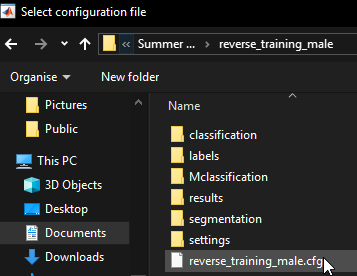 Select configuration file
« Summer ... › reverse_training_male
Organise New folder
Pictures
Public
This PC
3D Objects
Desktop
Documents
Downloads
Name
classification
labels
Mclassification
results
segmentation
settings
reverse_training_male.cfg